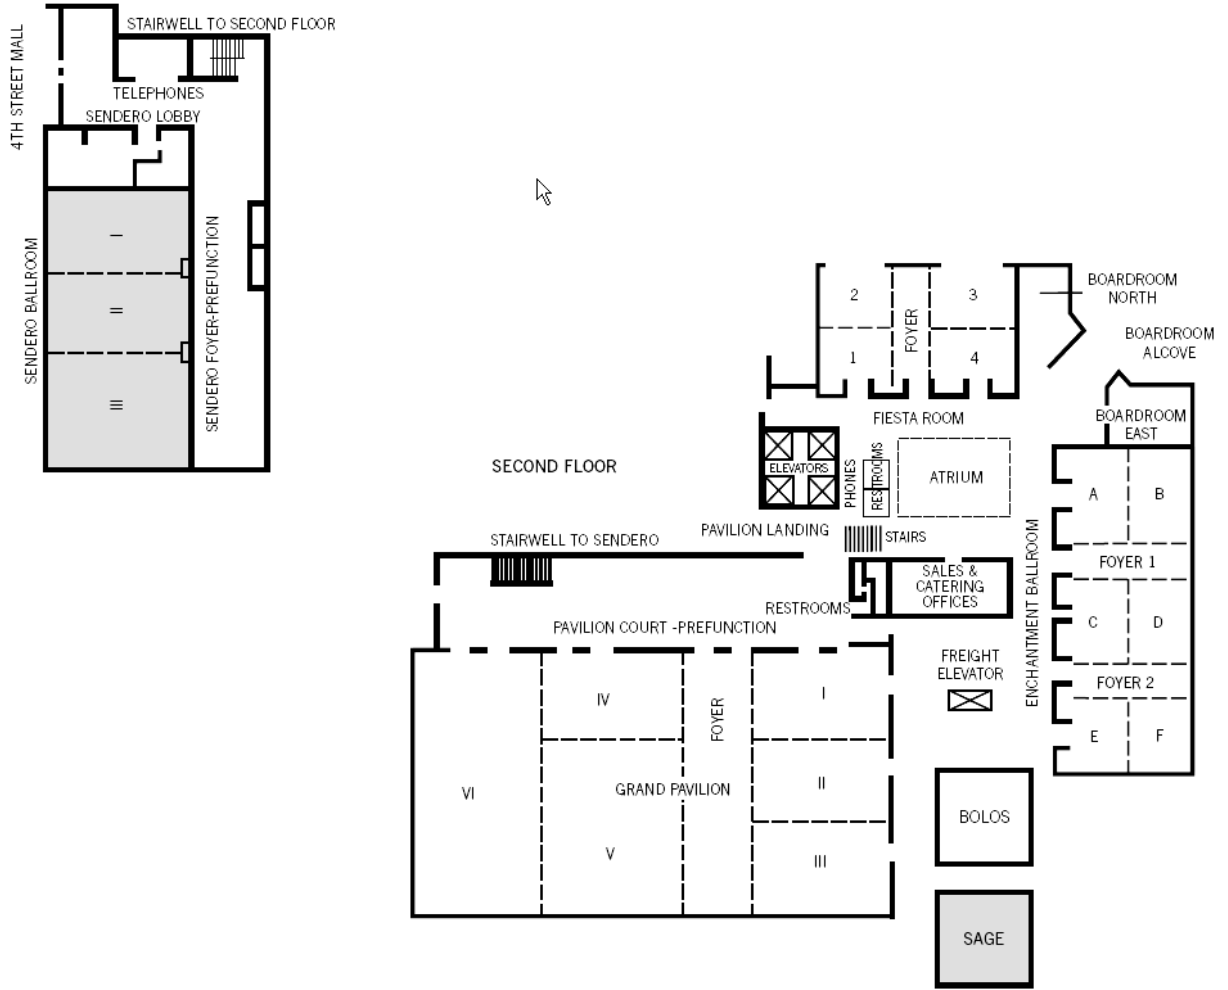 STAIRWELL TO SECOND FLOOR
4TH STREET MALL
TELEPHONES
SENDERO LOBBY
SENDERO BALLROOM
I
II
III
SENDERO FOYER-PREFUNCTION
SECOND FLOOR
2
1
FOYER
3
4
BOARDROOM
NORTH
BOARDROOM
ALCOVE
BOARDROOM
EAST
FIESTA ROOM
ELEVATORS
PHONES
RESTROOMS
ATRIUM
PAVILION LANDING
STAIRS
STAIRWELL TO SENDERO
SALES &
CATERING
OFFICES
RESTROOMS
PAVILION COURT -PREFUNCTION
ENCHANTMENT BALLROOM
A
B
FOYER 1
C
D
FOYER 2
E
F
FREIGHT
ELEVATOR
IV
FOYER
I
VI
GRAND PAVILION
II
V
III
BOLOS
SAGE